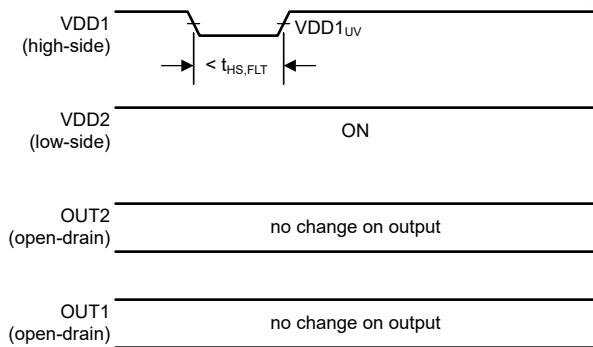 VDD1
(high-side)
VDD1UV
< tHS,FLT
VDD2
(low-side)
ON
OUT2
(open-drain)
no change on output
OUT1
(open-drain)
no change on output